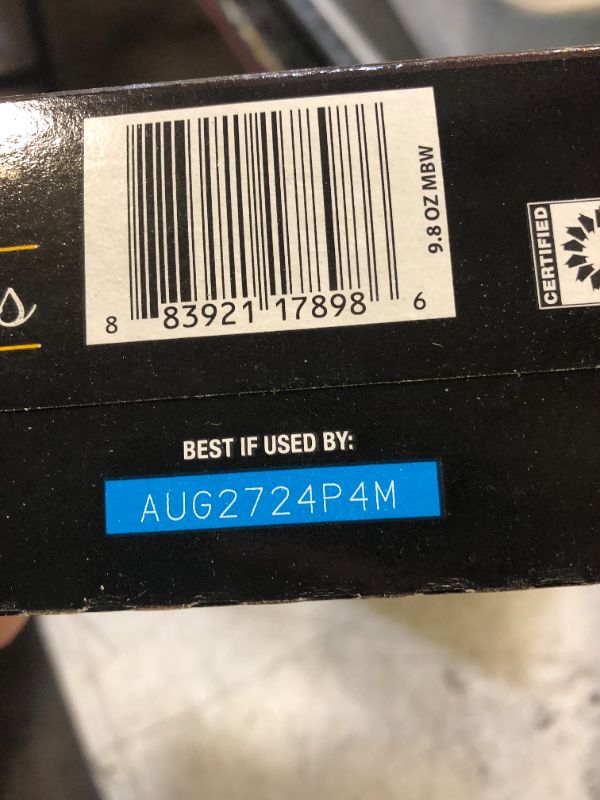 8 83921 17898 6
9.8 OZ MBW
CERTIFIED
BEST IF USED BY:
AUG2724P4M